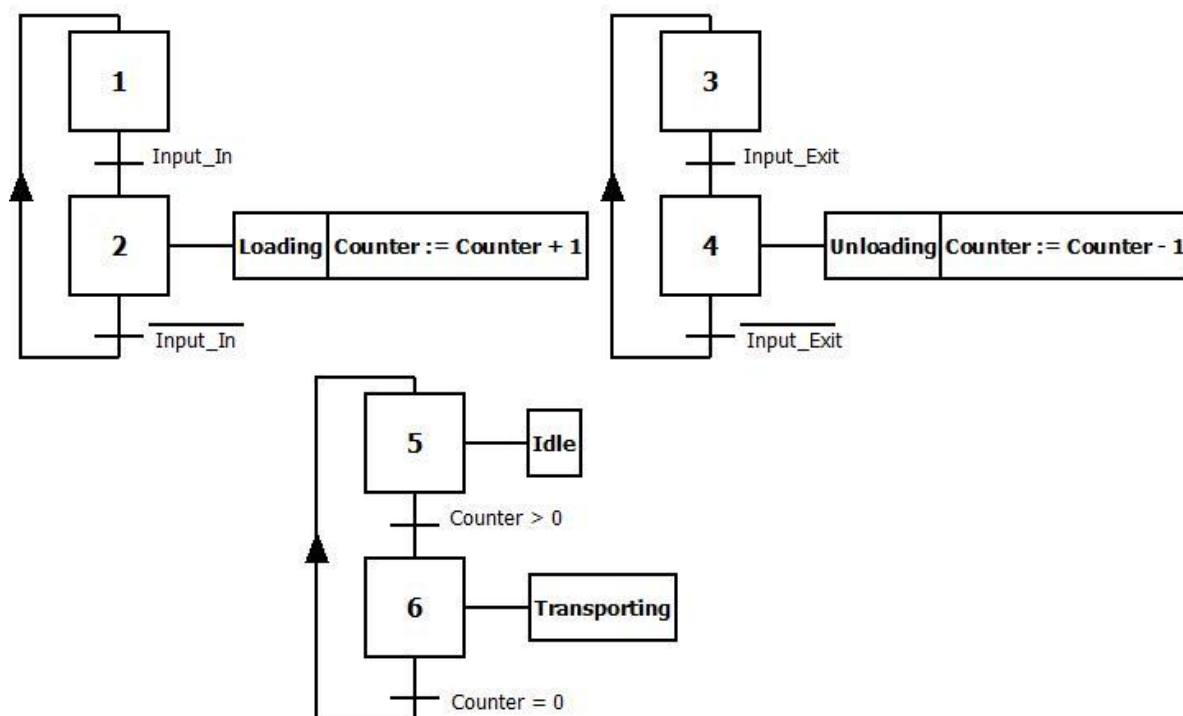 1
Input_In
2
Loading Counter := Counter + 1
Input_In
3
Input_Exit
4
Unloading Counter := Counter - 1
Input_Exit
5
Idle
Counter > 0
6
Transporting
Counter = 0